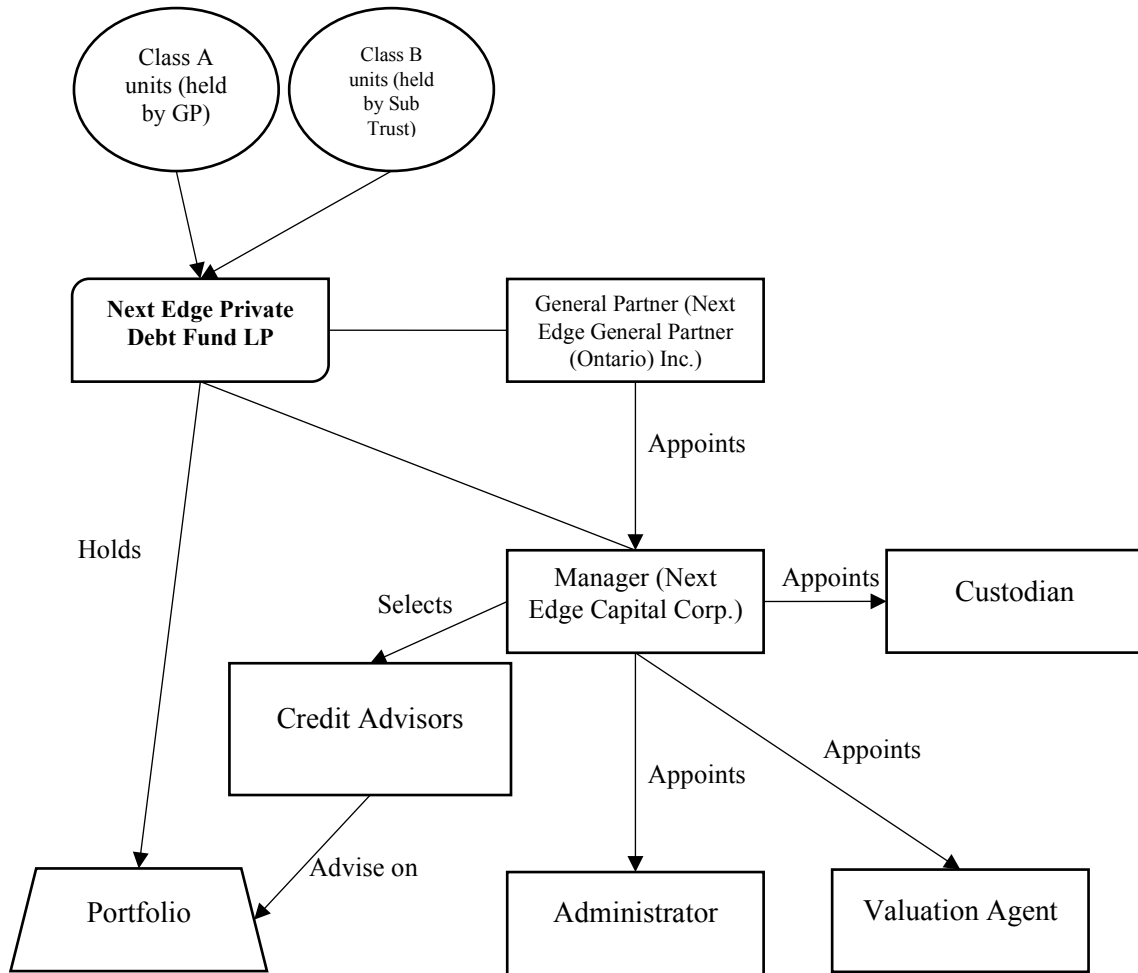 Class A
units (held
by GP)
Class B
units (held
by Sub
Trust)
Next Edge Private
Debt Fund LP
General Partner (Next
Edge General Partner
(Ontario) Inc.)
Appoints
Holds
Manager (Next
Edge Capital Corp.)
Appoints
Custodian
Selects
Credit Advisors
Appoints
Appoints
Advise on
Portfolio
Administrator
Valuation Agent